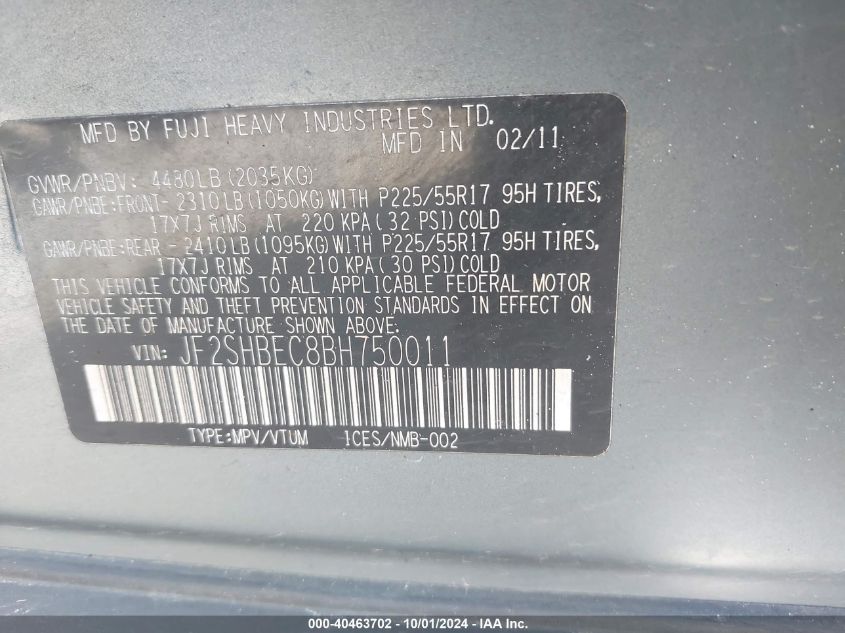 MFD BY FUJI HEAVY INDUSTRIES LTD.
MFD IN 02/11
GVWR/PNBV: 4480LB(2035KG)
GAWR/PNBE:FRONT- 2310LB(1050KG)WITH P225/55R17 95H TIRES,
17X7J RIMS AT 220 KPA(32 PSI)COLD
GAWR/PNBE:REAR - 2410LB(1095KG)WITH P225/55R17 95H TIRES,
17X7J RIMS AT 210 KPA(30 PSI)COLD
THIS VEHICLE CONFORMS TO ALL APPLICABLE FEDERAL MOTOR
VEHICLE SAFETY AND THEFT PREVENTION STANDARDS IN EFFECT ON
THE DATE OF MANUFACTURE SHOWN ABOVE.
VIN: JF2SHBEC8BH750011
TYPE:MPV/VTUM ICES/NMB-002
000-40463702 - 10/01/2024 - IAA Inc.